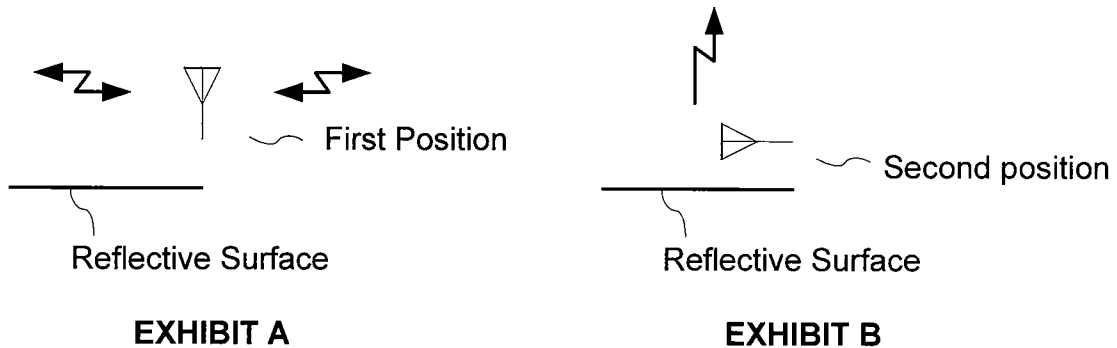 First Position
Reflective Surface
EXHIBIT A
Second position
Reflective Surface
EXHIBIT B